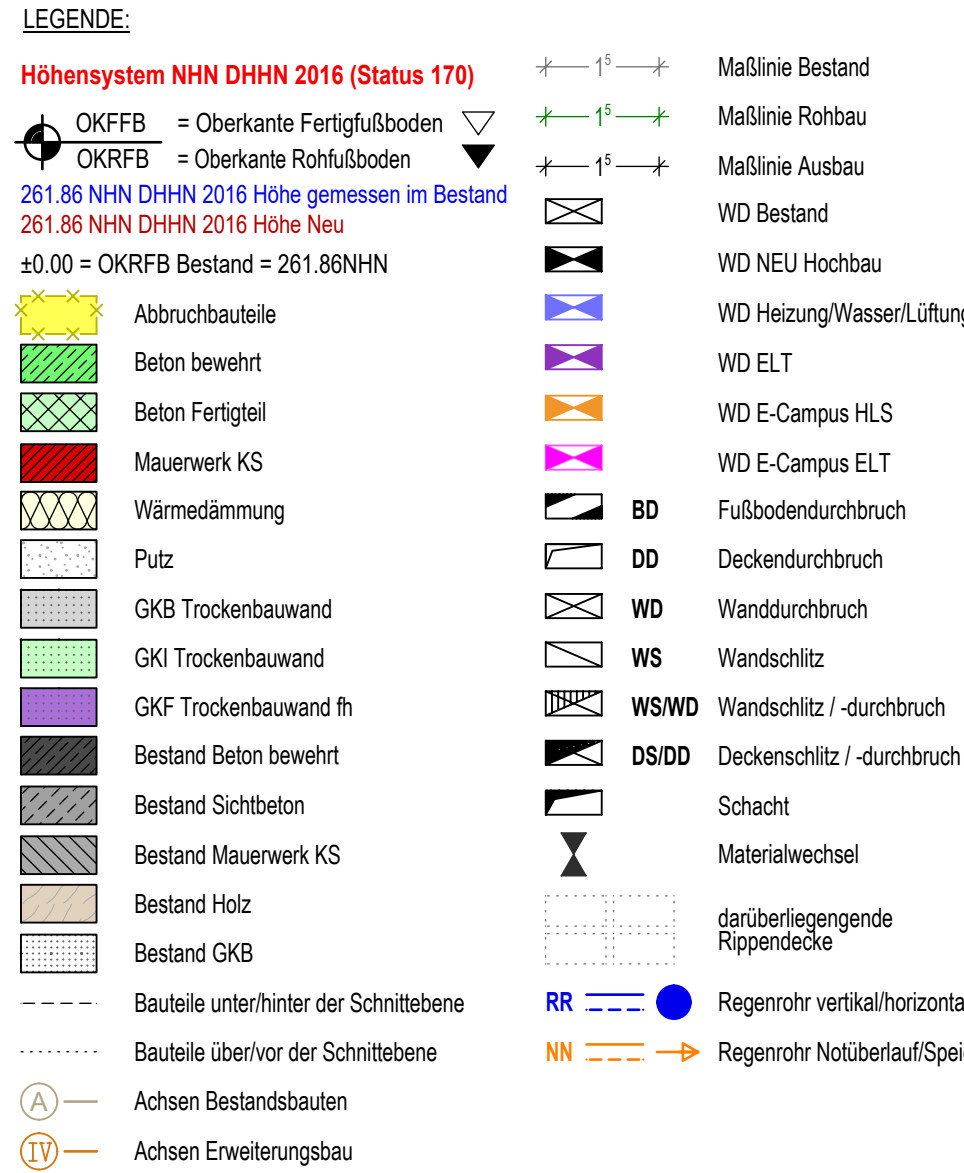 LEGENDE:
Höhensystem NHN DHHN 2016 (Status 170)
OKFFB = Oberkante Fertigfußboden
OKRFB = Oberkante Rohfußboden
261.86 NHN DHHN 2016 Höhe gemessen im Bestand
261.86 NHN DHHN 2016 Höhe Neu
±0.00 = OKRFB Bestand = 261.86NHN
Abbruchbauteile
Beton bewehrt
Beton Fertigteil
Mauerwerk KS
Wärmedämmung
Putz
GKB Trockenbauwand
GKI Trockenbauwand
GKF Trockenbauwand fh
Bestand Beton bewehrt
Bestand Sichtbeton
Bestand Mauerwerk KS
Bestand Holz
Bestand GKB
Bauteile unter/hinter der Schnittebene
Bauteile über/vor der Schnittebene
A Achsen Bestandsbauten
IV Achsen Erweiterungsbau
1⁵ Maßlinie Bestand
1⁵ Maßlinie Rohbau
1⁵ Maßlinie Ausbau
WD Bestand
WD NEU Hochbau
WD Heizung/Wasser/Lüftung
WD ELT
WD E-Campus HLS
WD E-Campus ELT
BD Fußbodendurchbruch
DD Deckendurchbruch
WD Wanddurchbruch
WS Wandschlitz
WS/WD Wandschlitz / -durchbruch
DS/DD Deckenschlitz / -durchbruch
Schacht
Materialwechsel
darüberliegengende
Rippendecke
RR Regenrohr vertikal/horizonta
NN Regenrohr Notüberlauf/Spei